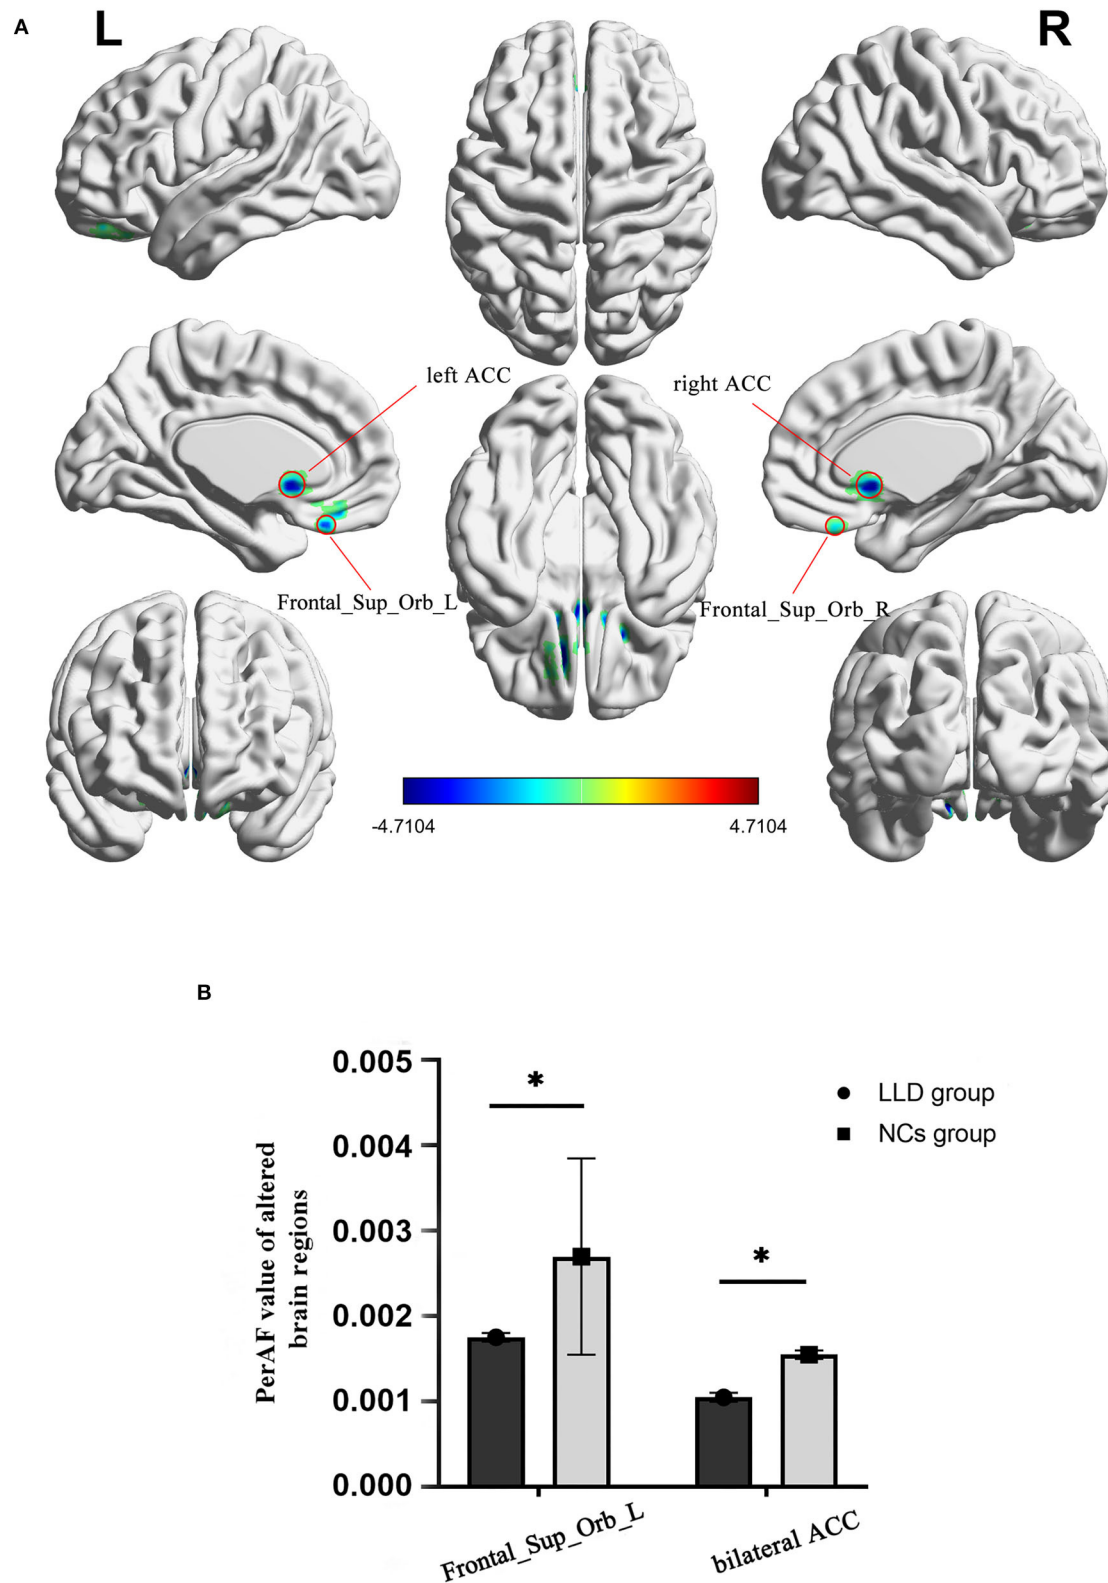 A
L
R
left ACC
right ACC
Frontal_Sup_Orb_L
Frontal_Sup_Orb_R
-4.7104
4.7104
B
0.005
0.004
0.003
0.002
0.001
0.000
PerAF value of altered
brain regions
*
*
LLD group
NCs group
Frontal_Sup_Orb_L
bilateral ACC